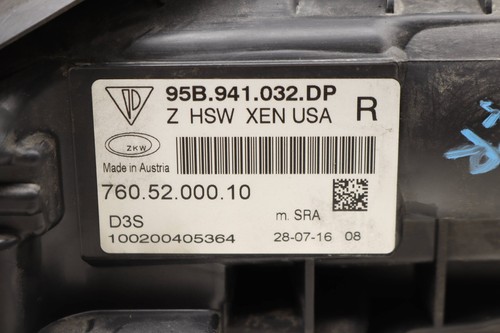 95B.941.032.DP
Z HSW XEN USA R
ZKW
Made in Austria
760.52.000.10
D3S m. SRA
100200405364 28-07-16 08